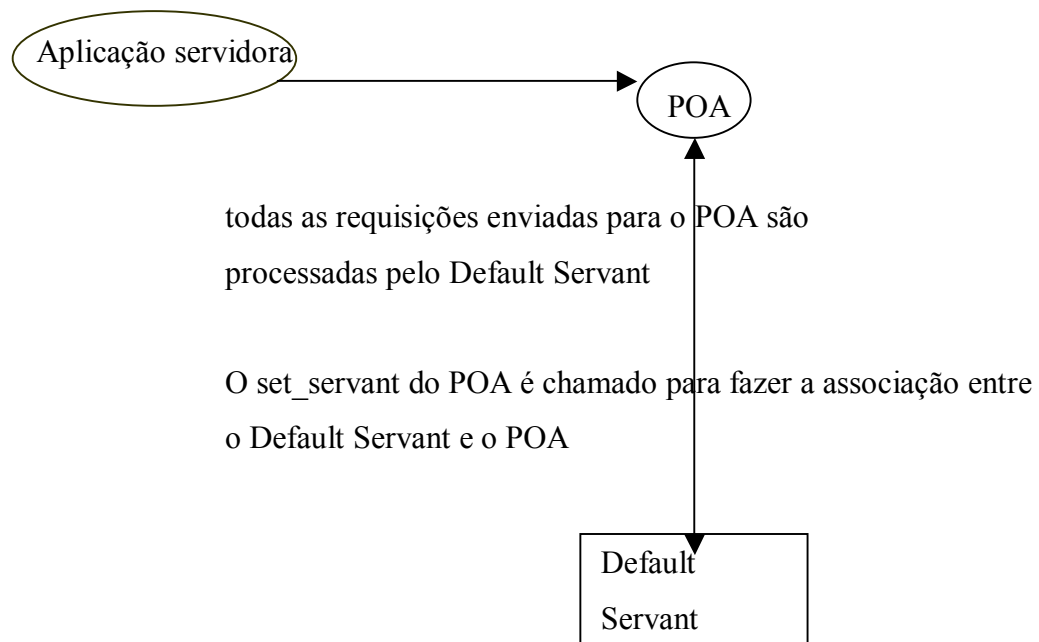 Aplicação servidora
POA
todas as requisições enviadas para o POA são
processadas pelo Default Servant
O set_servant do POA é chamado para fazer a associação entre
o Default Servant e o POA
Default
Servant